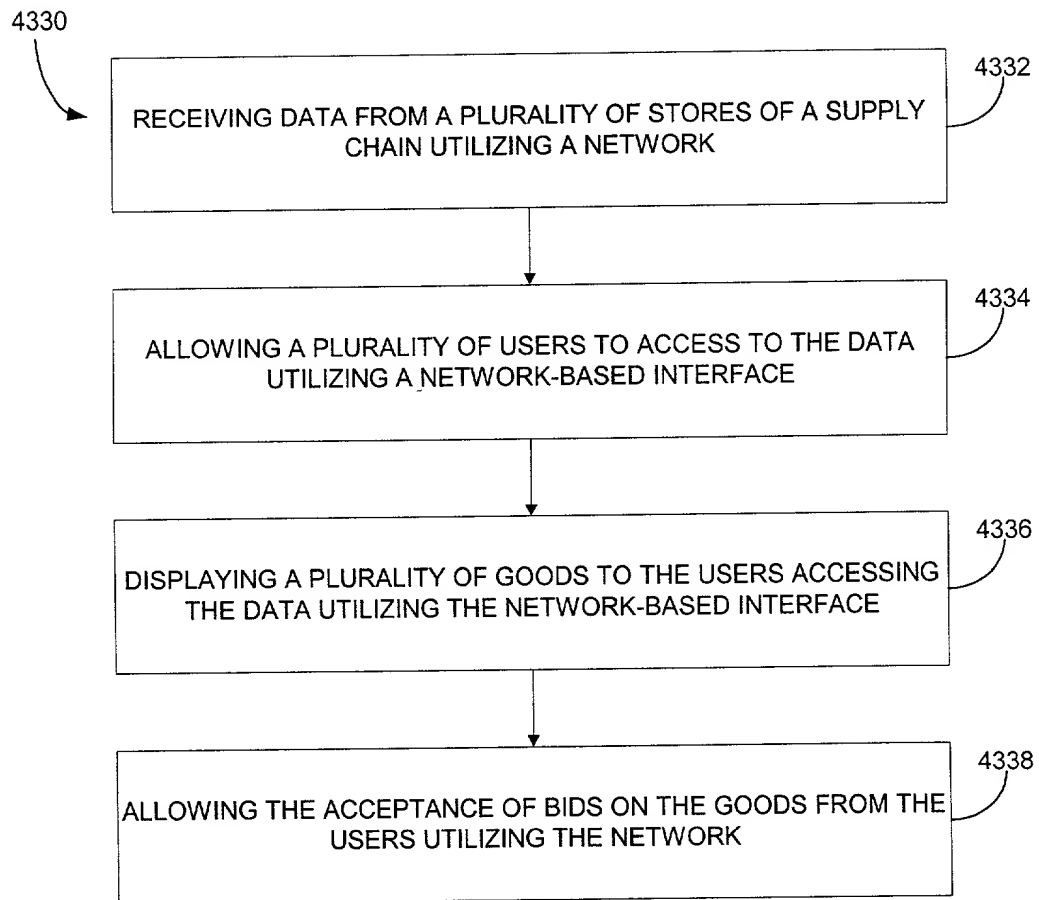 4330
4332
RECEIVING DATA FROM A PLURALITY OF STORES OF A SUPPLY
CHAIN UTILIZING A NETWORK
4334
ALLOWING A PLURALITY OF USERS TO ACCESS TO THE DATA
UTILIZING A NETWORK-BASED INTERFACE
4336
DISPLAYING A PLURALITY OF GOODS TO THE USERS ACCESSING
THE DATA UTILIZING THE NETWORK-BASED INTERFACE
4338
ALLOWING THE ACCEPTANCE OF BIDS ON THE GOODS FROM THE
USERS UTILIZING THE NETWORK